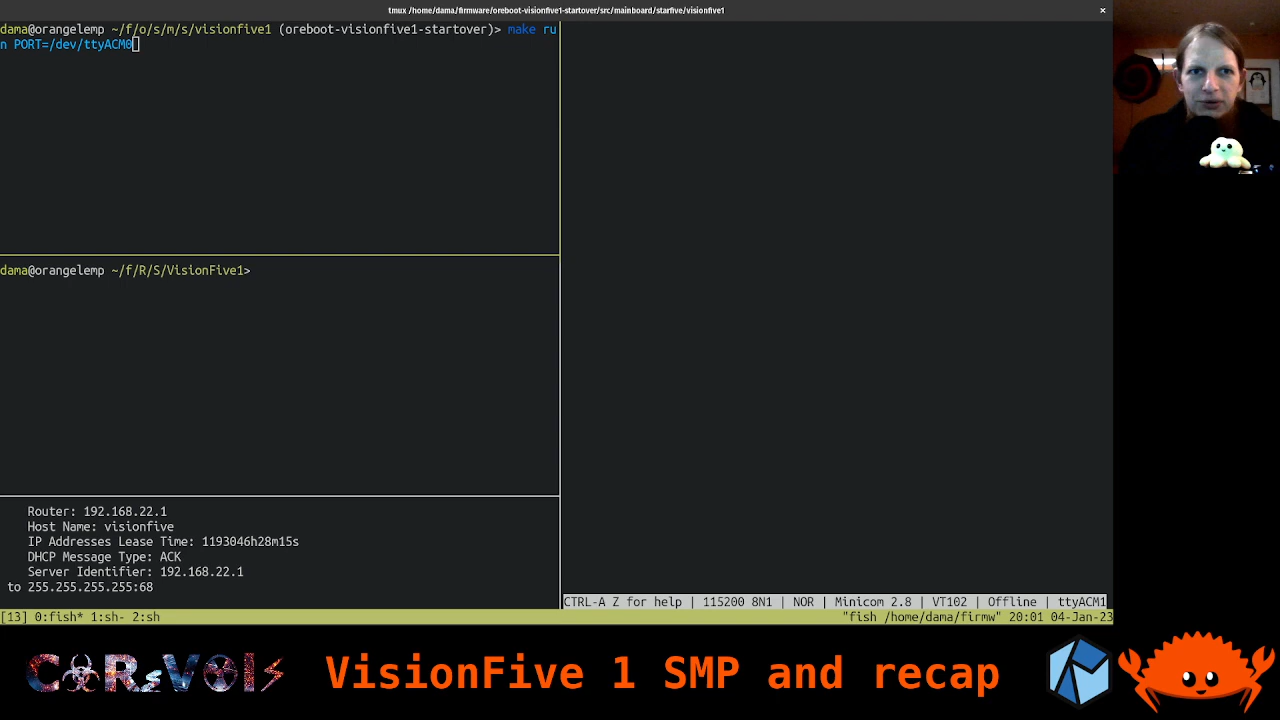 tmux /home/dama/firmware/oreboot-visionfive1-startover/src/mainboard/starfive/visionfive1
×
dama@orangelemp ~/f/o/s/m/s/visionfive1 (oreboot-visionfive1-startover)> make ru
n PORT=/dev/ttyACM0
dama@orangelemp ~/f/R/S/VisionFive1>
Router: 192.168.22.1
Host Name: visionfive
IP Addresses Lease Time: 1193046h28m15s
DHCP Message Type: ACK
Server Identifier: 192.168.22.1
to 255.255.255.255:68
CTRL-A Z for help | 115200 8N1 | NOR | Minicom 2.8 | VT102 | Offline | ttyACM1
[13] 0:fish* 1:sh- 2:sh
"fish /home/dama/firmw" 20:01 04-Jan-23
VisionFive 1 SMP and recap